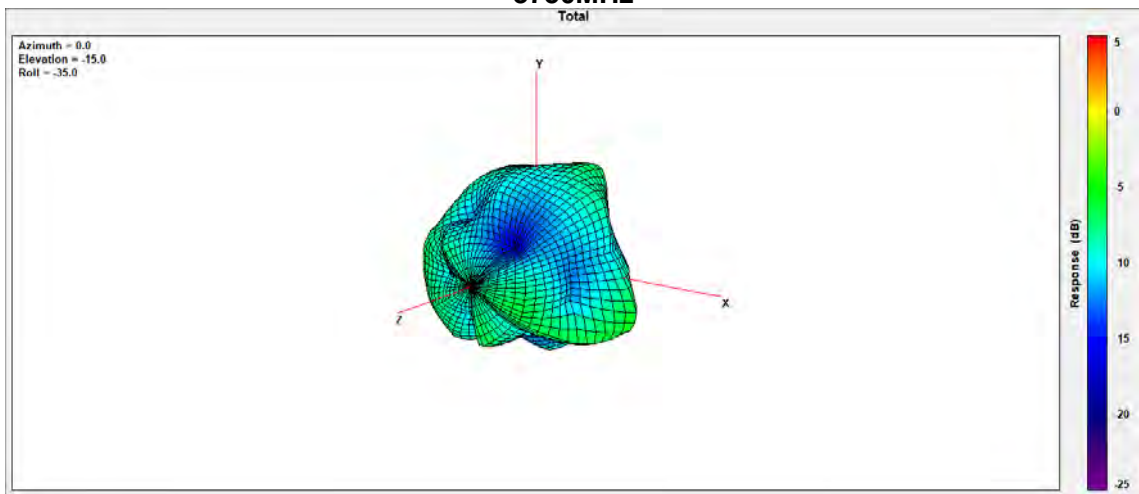 Total
Azimuth = 0.0
Elevation = -15.0
Roll = -35.0
Y
X
Z
5
0
5
10
15
-20
-25
Response (dB)